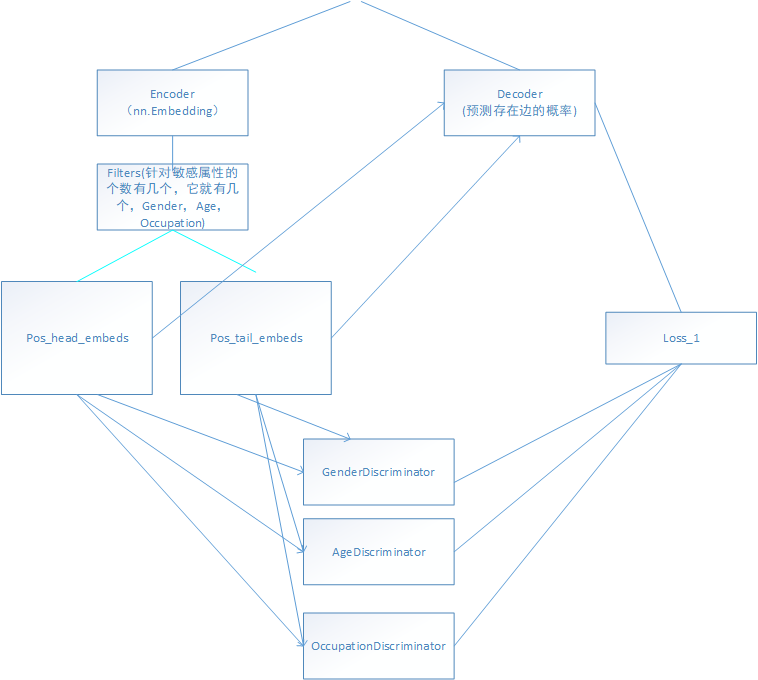 Encoder
（nn.Embedding）
Decoder
(预测存在边的概率)
Filters(针对敏感属性的
个数有几个，它就有几
个，Gender，Age，
Occupation)
Pos_head_embeds
Pos_tail_embeds
Loss_1
GenderDiscriminator
AgeDiscriminator
OccupationDiscriminator